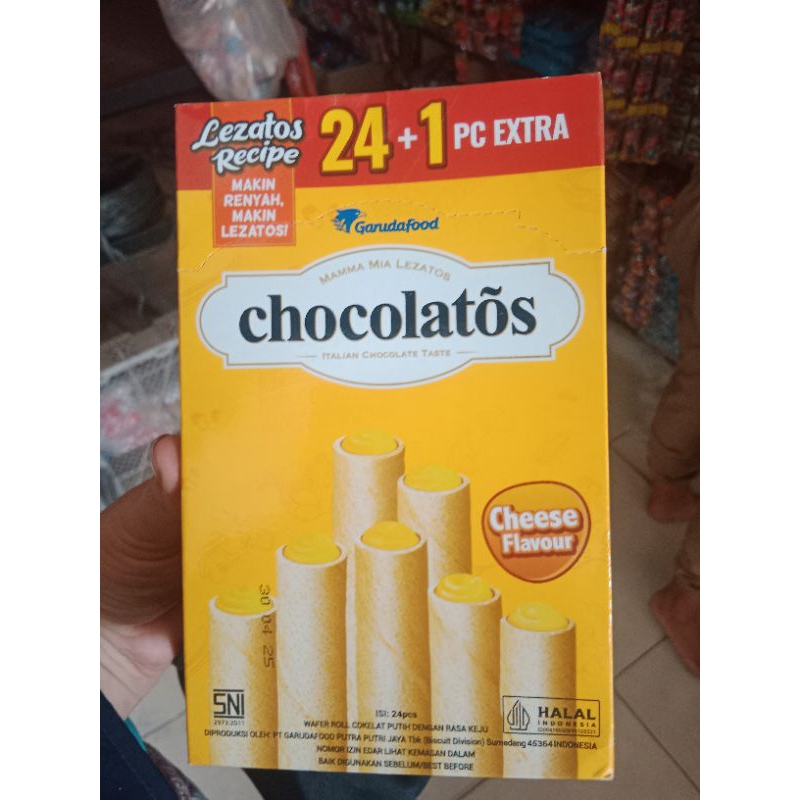 Lezatos
Recipe
MAKIN
RENYAH,
MAKIN
LEZATOS!
24 + 1 PC EXTRA
Garudafood
MAMMA MIA LEZATOS
chocolatõs
ITALIAN CHOCOLATE TASTE
Cheese
Flavour
30 04 25
SNI
2973:2011
ISI: 24pcs
WAFER ROLL COKELAT PUTIH DENGAN RASA KEJU
DIPRODUKSI OLEH: PT GARUDAFOOD PUTRA PUTRI JAYA Tbk (Biscuit Division) Sumedang 45364 INDONESIA
NOMOR IZIN EDAR LIHAT KEMASAN DALAM
BAIK DIGUNAKAN SEBELUM/BEST BEFORE
HALAL
INDONESIA